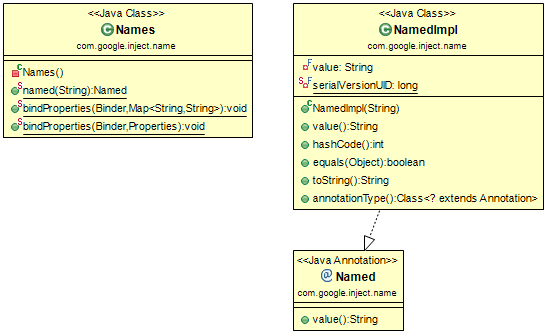 <<Java Class>>
Names
com.google.inject.name
Names()
named(String):Named
bindProperties(Binder,Map<String,String>):void
bindProperties(Binder,Properties):void
<<Java Class>>
NamedImpl
com.google.inject.name
value: String
serialVersionUID: long
NamedImpl(String)
value():String
hashCode():int
equals(Object):boolean
toString():String
annotationType():Class<? extends Annotation>
<<Java Annotation>>
Named
com.google.inject.name
value():String